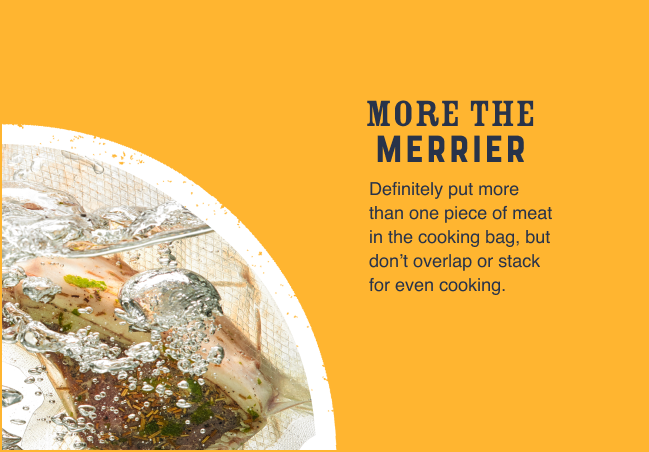 MORE THE
MERRIER
Definitely put more
than one piece of meat
in the cooking bag, but
don’t overlap or stack
for even cooking.